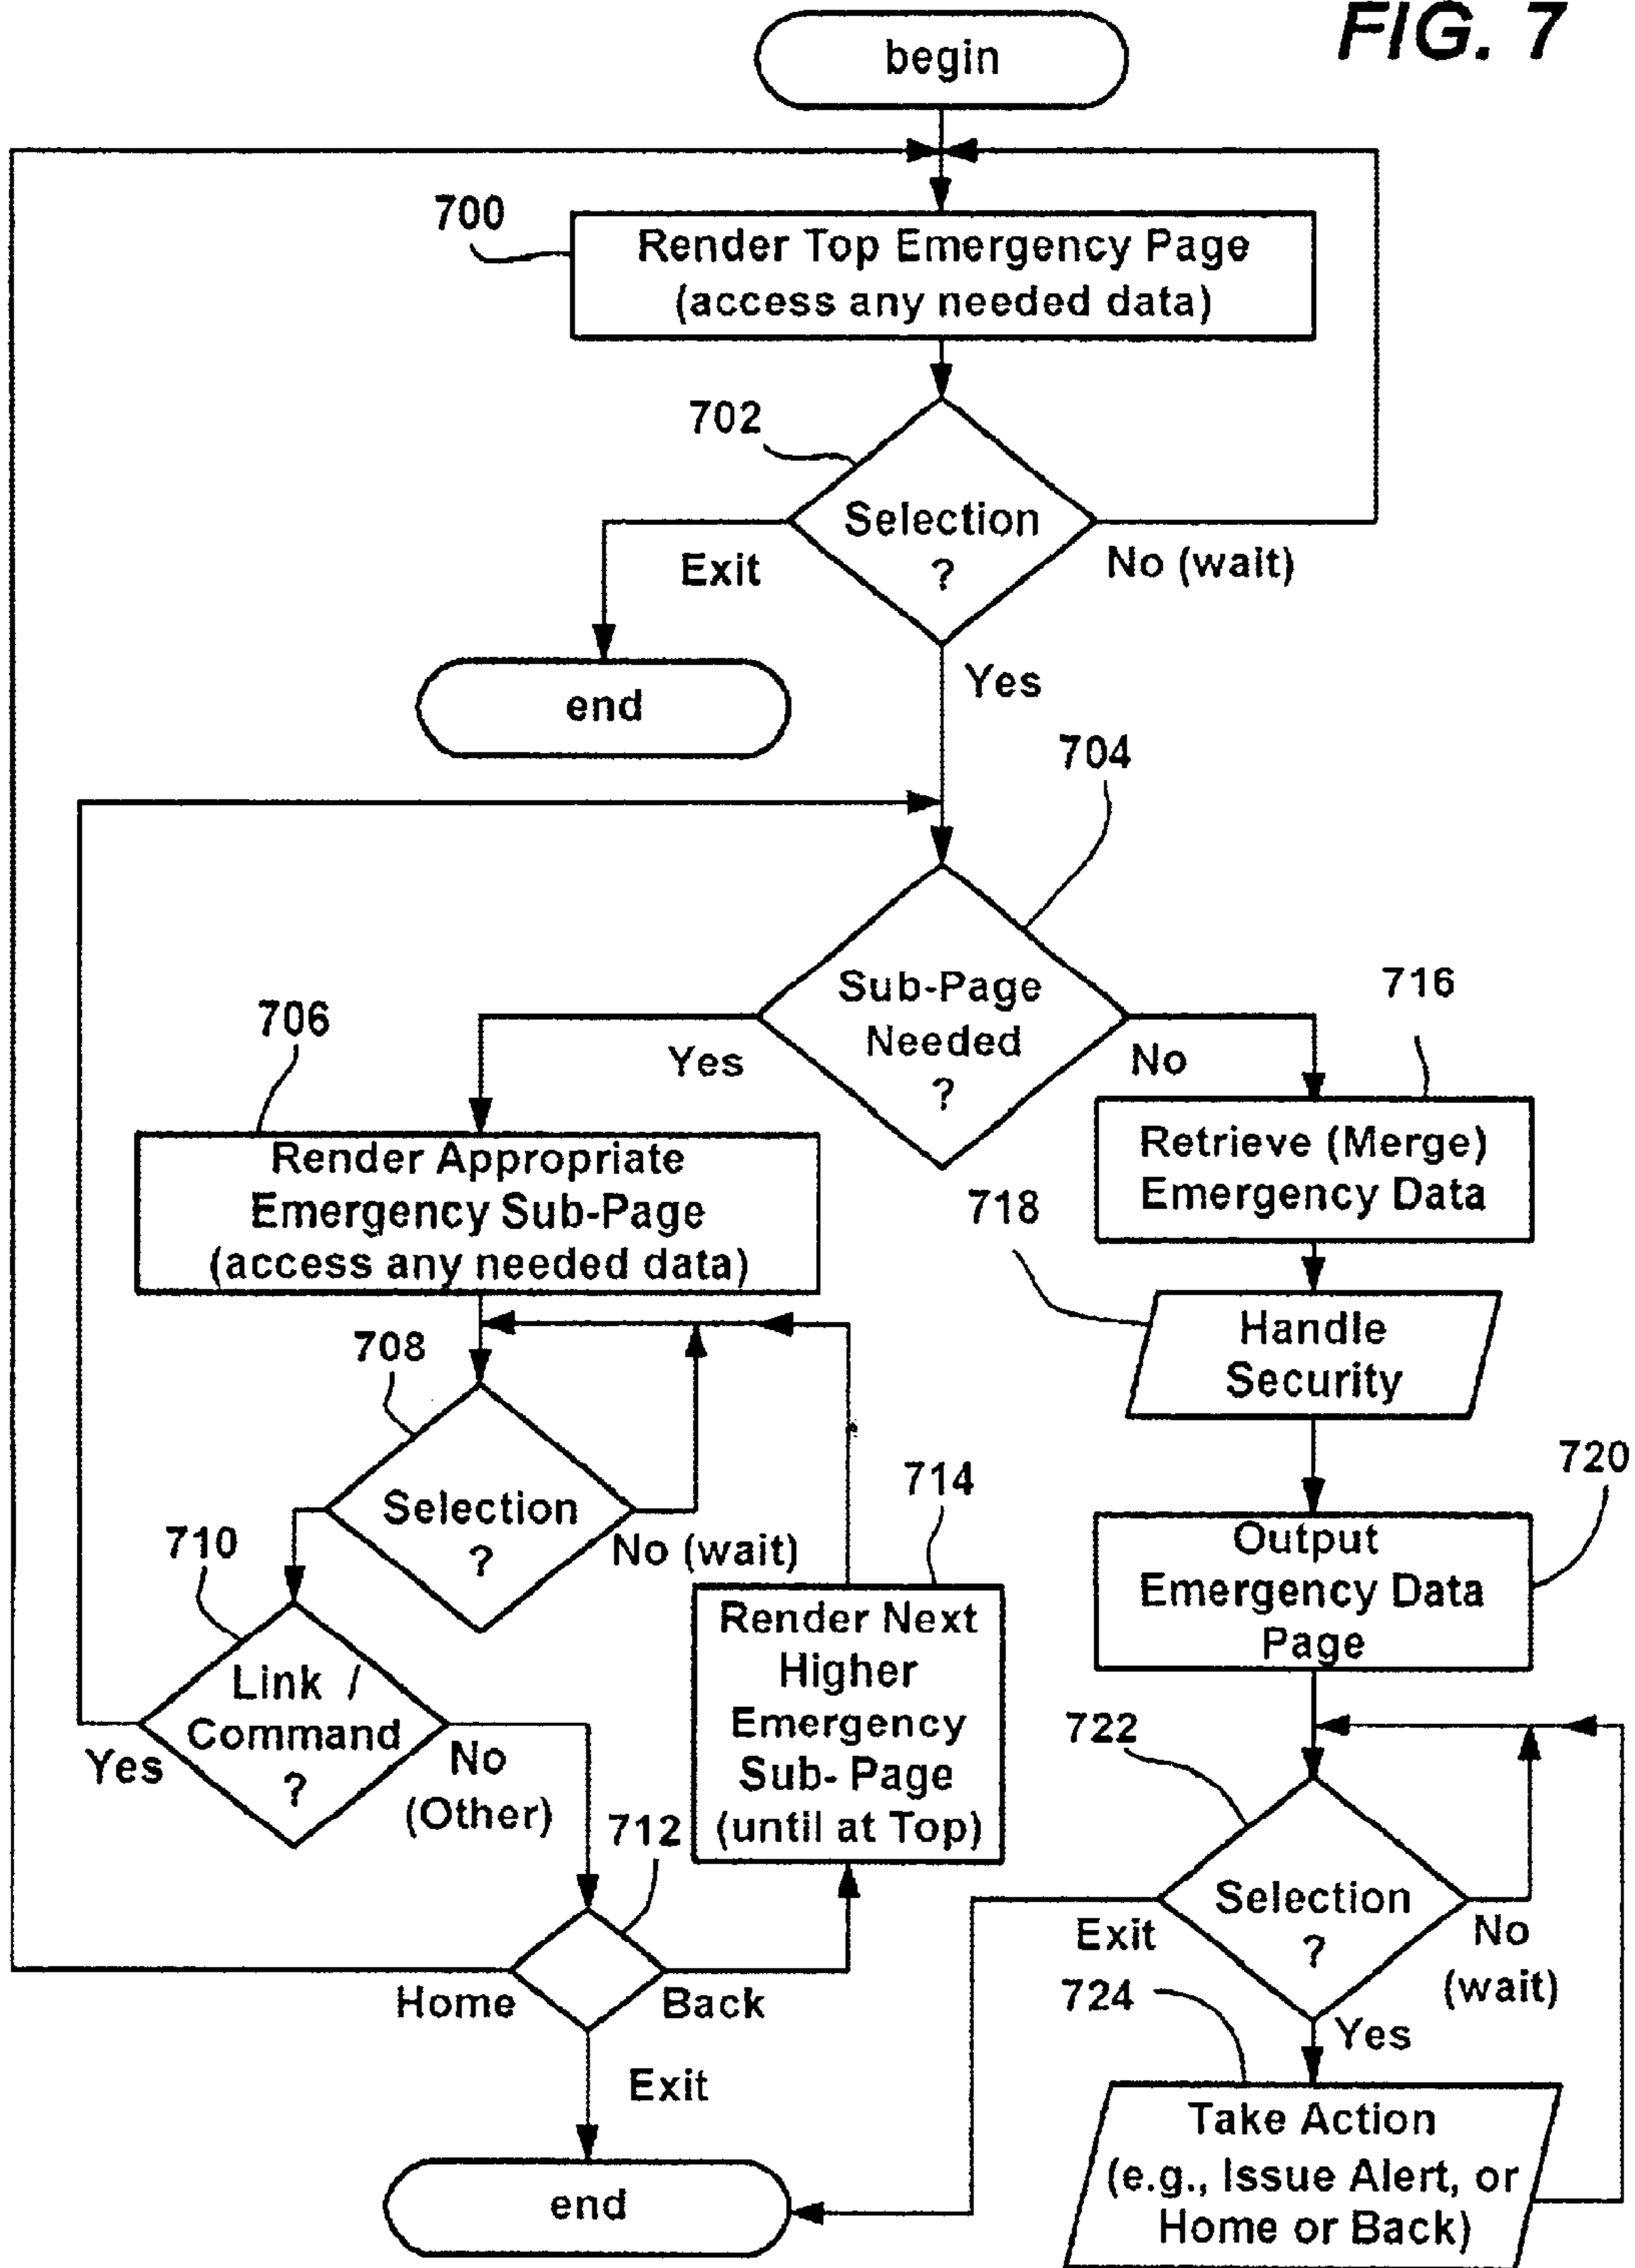 FIG. 7
begin
700
Render Top Emergency Page
(access any needed data)
702
Selection
?
Exit
No (wait)
end
Yes
704
Sub-Page
Needed
?
Yes
No
706
Render Appropriate
Emergency Sub-Page
(access any needed data)
716
Retrieve (Merge)
Emergency Data
718
Handle
Security
708
Selection
?
No (wait)
720
Output
Emergency Data
Page
710
Link /
Command
?
Yes
No
(Other)
714
Render Next
Higher
Emergency
Sub- Page
(until at Top)
712
Home
Back
Exit
722
Selection
?
Exit
No
(wait)
Yes
724
Take Action
(e.g., Issue Alert, or
Home or Back)
end